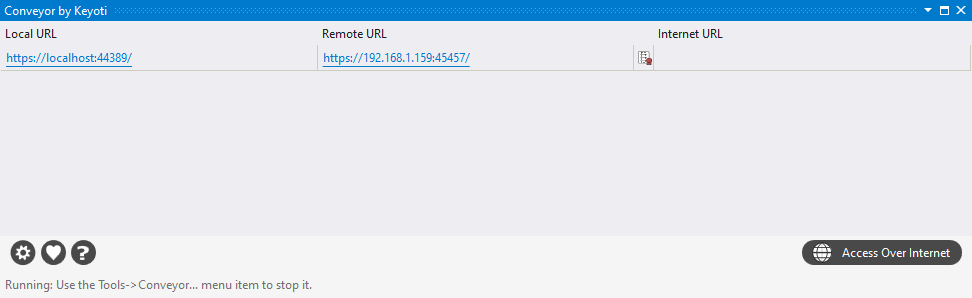 Conveyor by Keyoti
Local URL Remote URL Internet URL
https://localhost:44389/ https://192.168.1.159:45457/
? Access Over Internet
Running: Use the Tools->Conveyor... menu item to stop it.